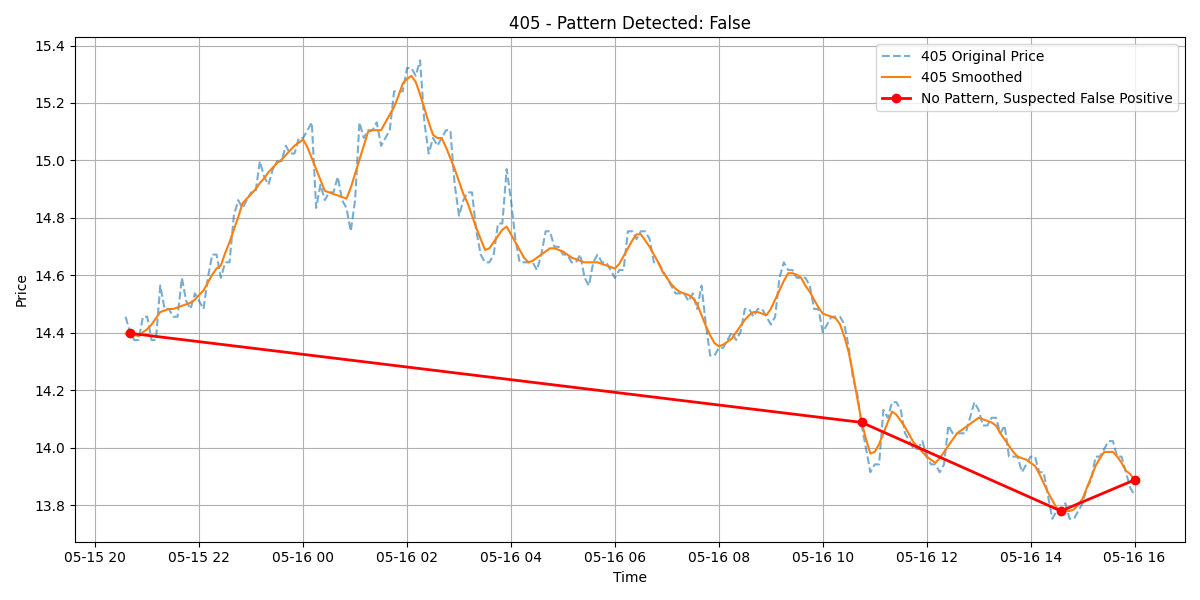 405 - Pattern Detected: False
405 Original Price
405 Smoothed
No Pattern, Suspected False Positive
Price
15.4
15.2
15.0
14.8
14.6
14.4
14.2
14.0
13.8
05-15 20 05-15 22 05-16 00 05-16 02 05-16 04 05-16 06 05-16 08 05-16 10 05-16 12 05-16 14 05-16 16
Time